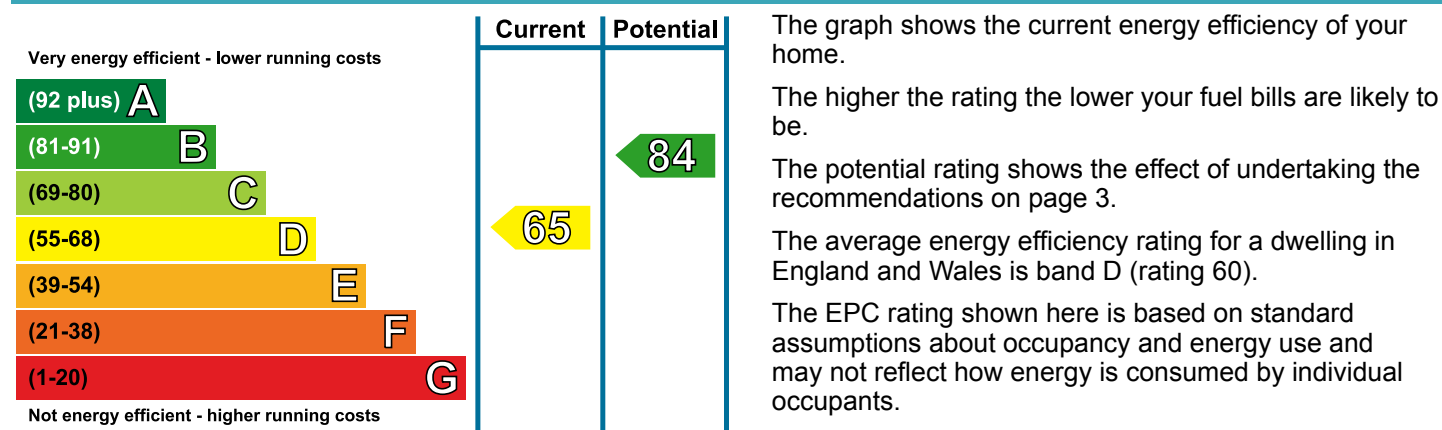 Current Potential
Very energy efficient - lower running costs
(92 plus) A
(81-91) B
84
(69-80) C
(55-68) D
65
(39-54) E
(21-38) F
(1-20) G
Not energy efficient - higher running costs
The graph shows the current energy efficiency of your
home.
The higher the rating the lower your fuel bills are likely to
be.
The potential rating shows the effect of undertaking the
recommendations on page 3.
The average energy efficiency rating for a dwelling in
England and Wales is band D (rating 60).
The EPC rating shown here is based on standard
assumptions about occupancy and energy use and
may not reflect how energy is consumed by individual
occupants.